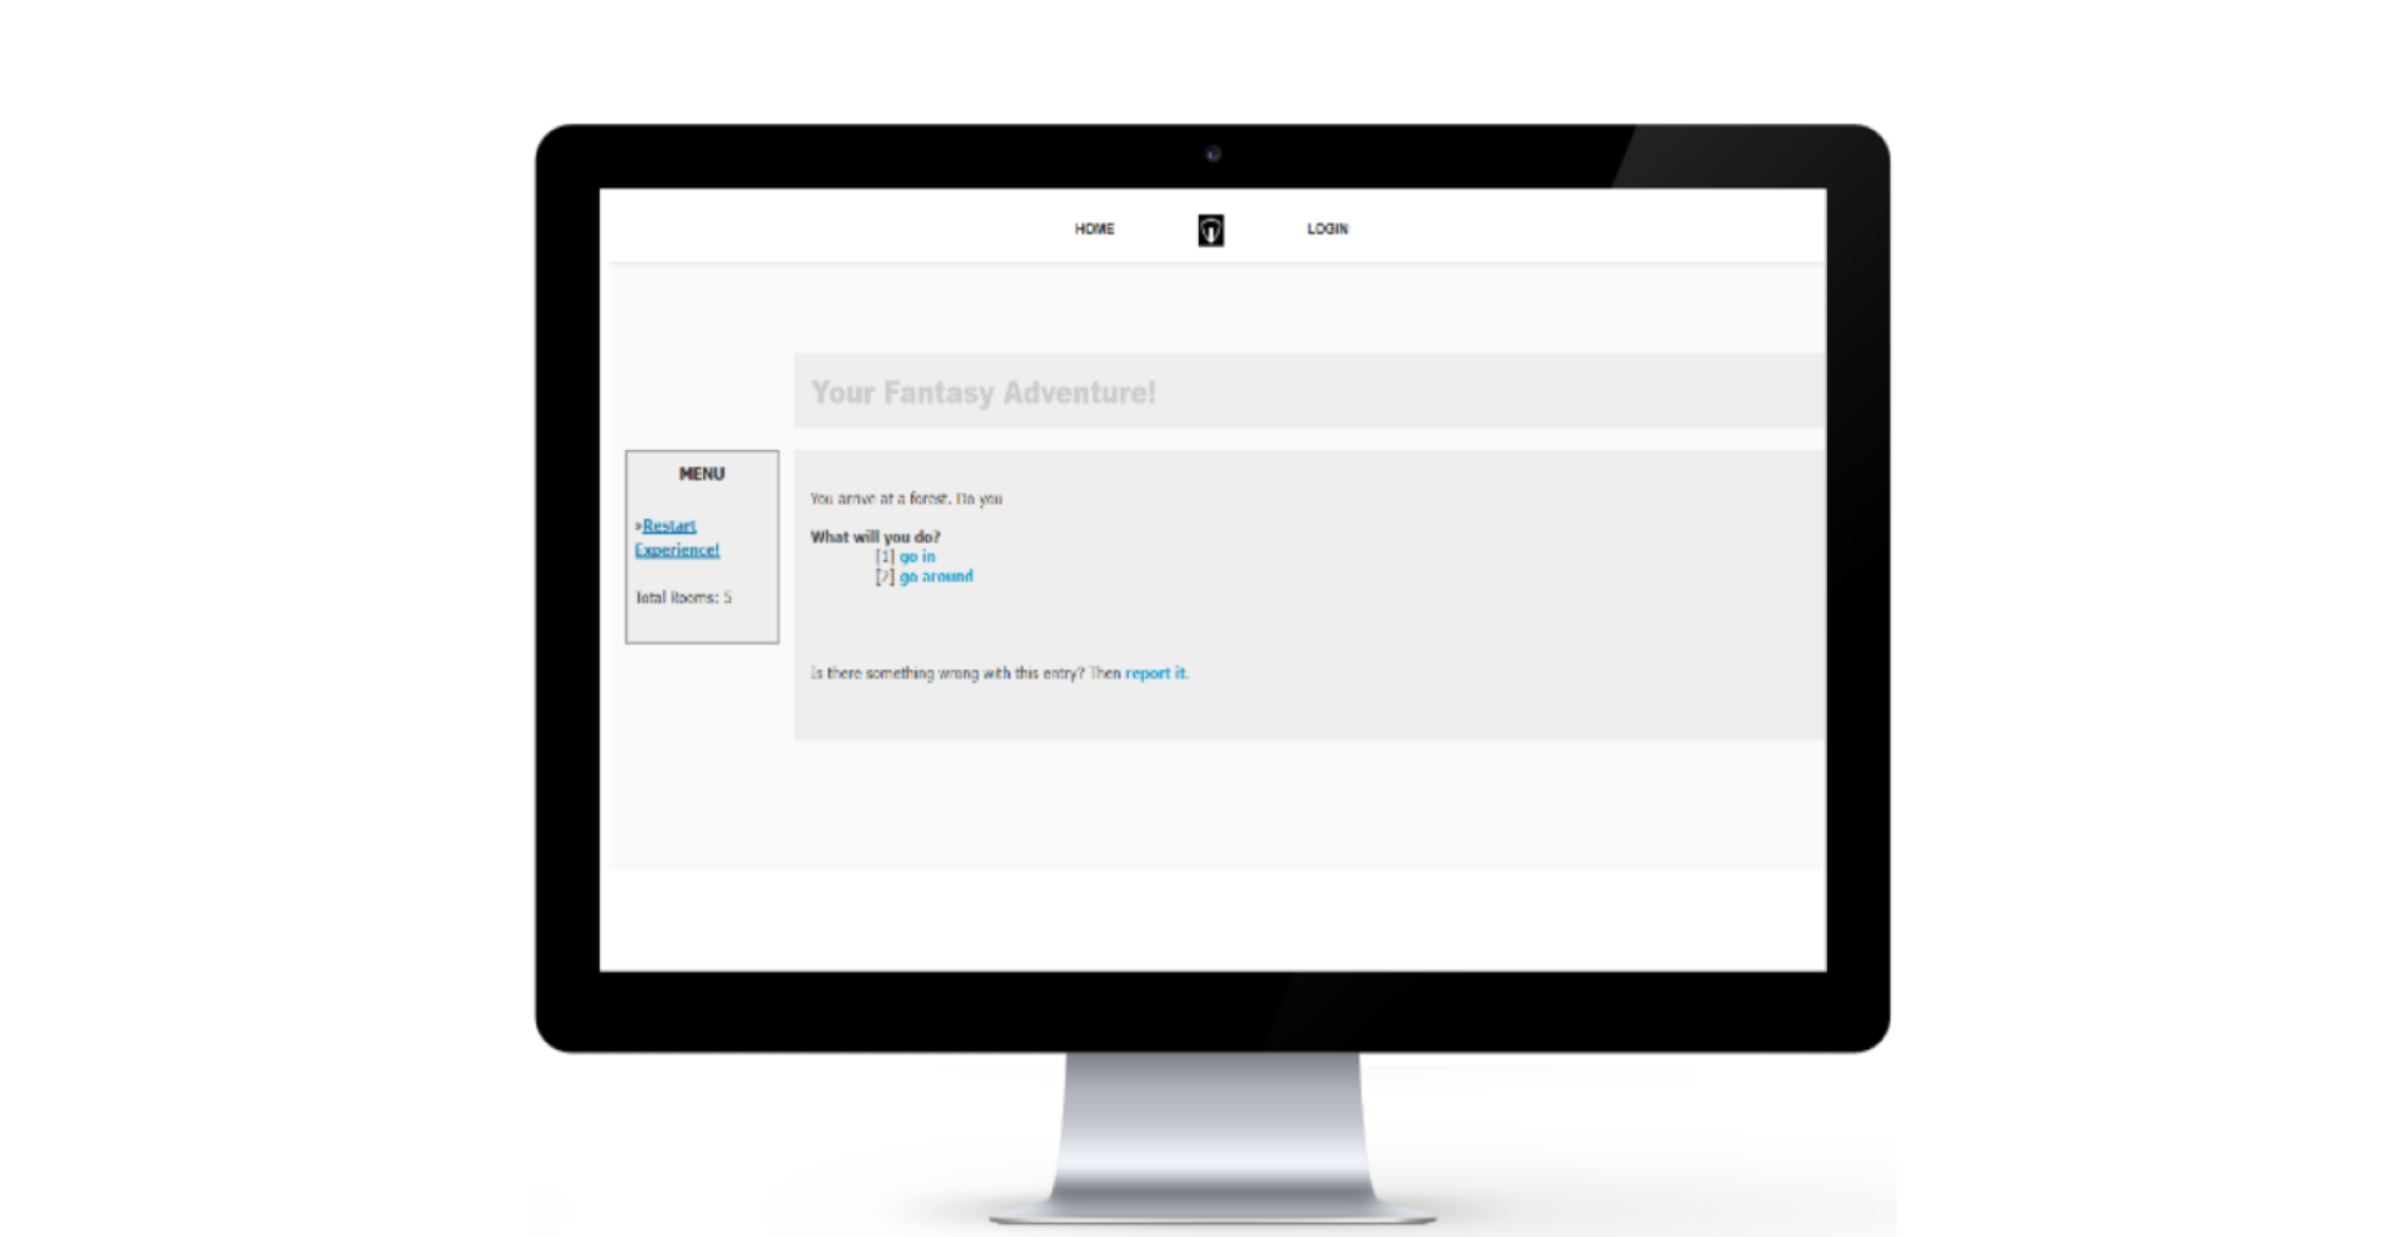 HOME LOGIN
Your Fantasy Adventure!
MENU
»Restart
Experience!
Total Rooms: 5
You arrive at a forest. Do you
What will you do?
[1] go in
[2] go around
Is there something wrong with this entry? Then report it.